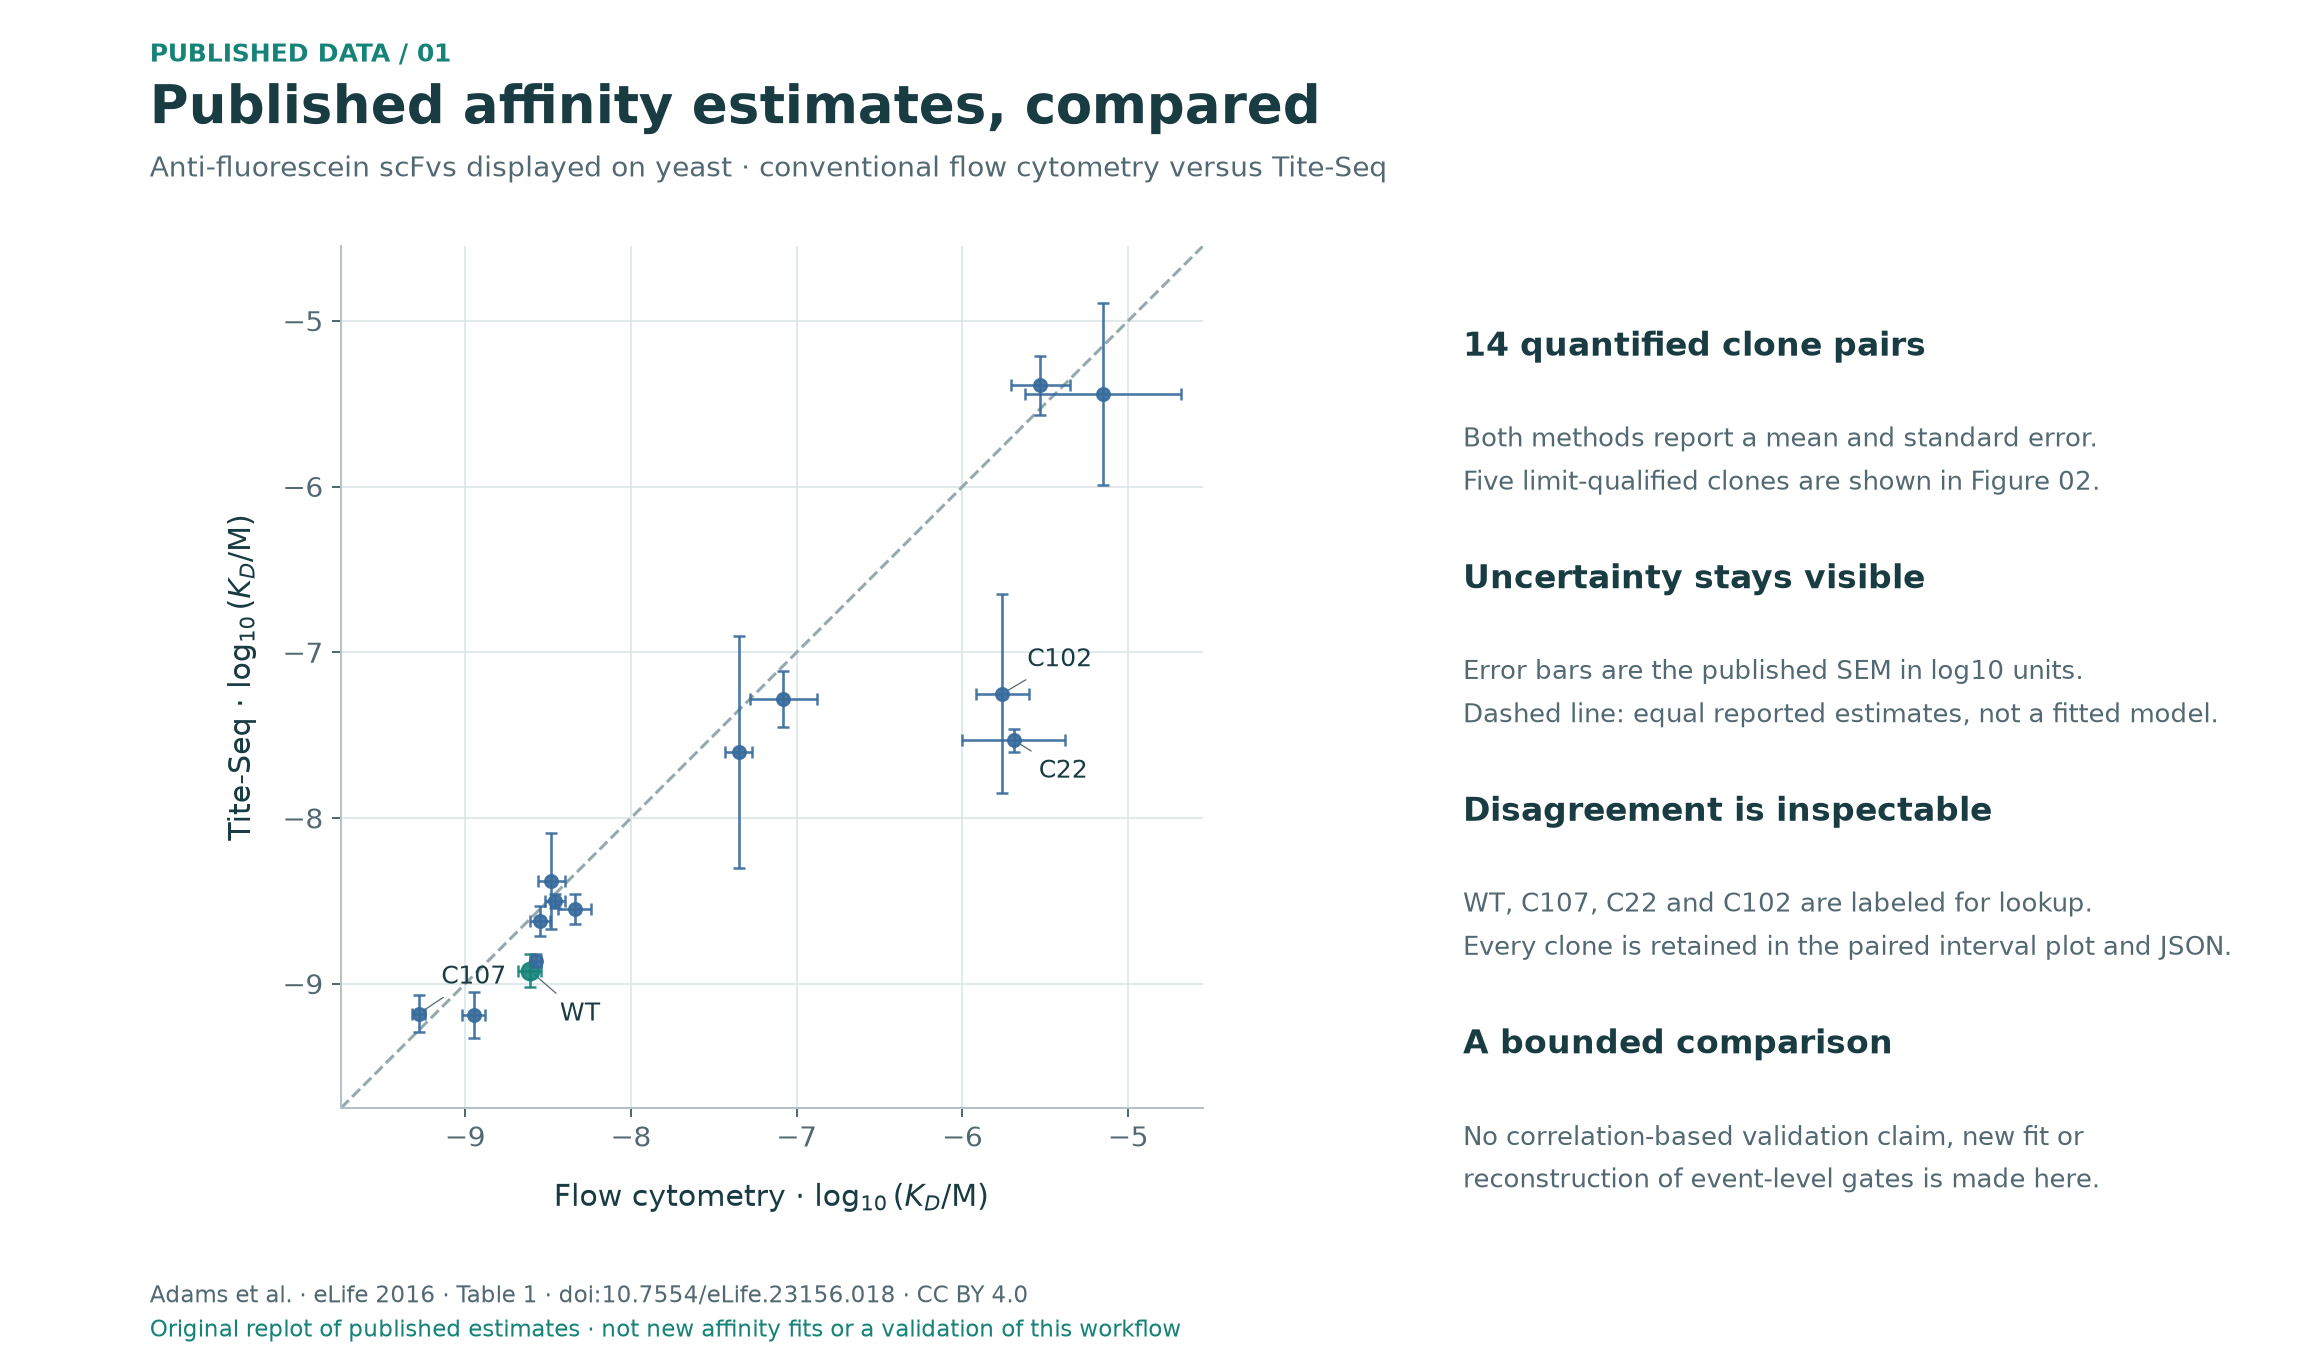 PUBLISHED DATA / 01
Published affinity estimates, compared
Anti-fluorescein scFvs displayed on yeast · conventional flow cytometry versus Tite-Seq
−5
−6
−7
−8
−9
Tite-Seq · log₁₀ (K_D/M)
C102
C22
C107
WT
−9
−8
−7
−6
−5
Flow cytometry · log₁₀ (K_D/M)
14 quantified clone pairs
Both methods report a mean and standard error.
Five limit-qualified clones are shown in Figure 02.
Uncertainty stays visible
Error bars are the published SEM in log10 units.
Dashed line: equal reported estimates, not a fitted model.
Disagreement is inspectable
WT, C107, C22 and C102 are labeled for lookup.
Every clone is retained in the paired interval plot and JSON.
A bounded comparison
No correlation-based validation claim, new fit or
reconstruction of event-level gates is made here.
Adams et al. · eLife 2016 · Table 1 · doi:10.7554/eLife.23156.018 · CC BY 4.0
Original replot of published estimates · not new affinity fits or a validation of this workflow